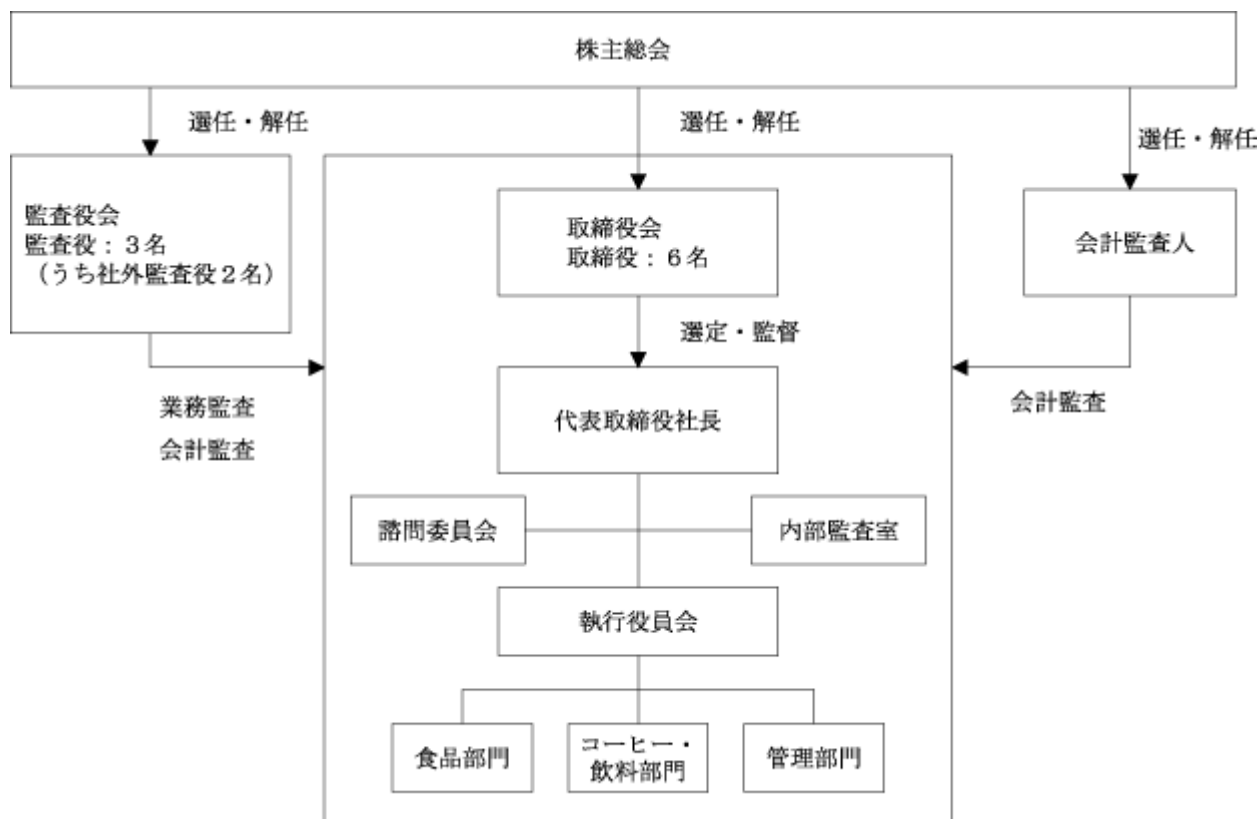 株主総会
選任・解任
選任・解任
選任・解任
監査役会
監査役：３名
（うち社外監査役２名）
取締役会
取締役：６名
会計監査人
選定・監督
業務監査
会計監査
代表取締役社長
会計監査
諮問委員会
内部監査室
執行役員会
食品部門
コーヒー・
飲料部門
管理部門